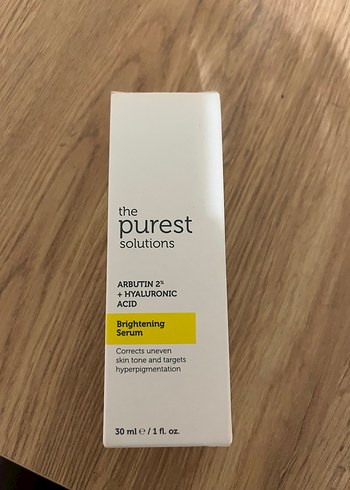 the
purest
solutions
ARBUTIN 2%
+ HYALURONIC
ACID
Brightening
Serum
Corrects uneven
skin tone and targets
hyperpigmentation
30 ml ℮ / 1 fl. oz.